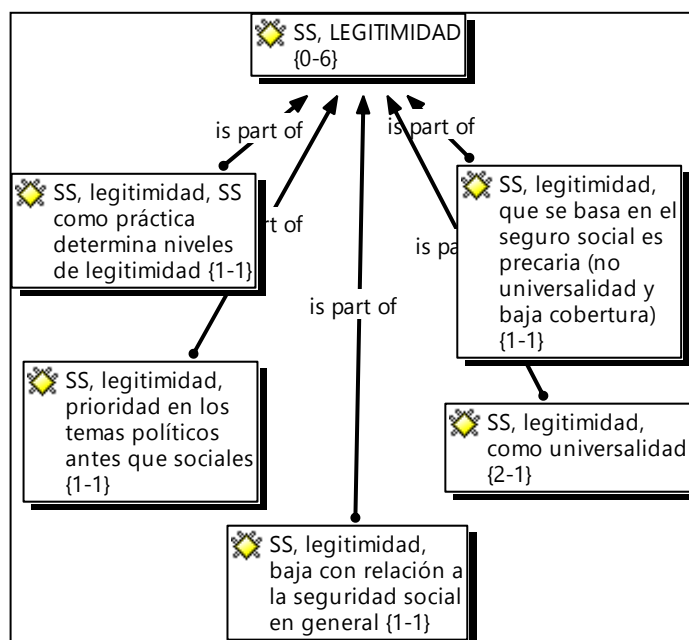 SS, LEGITIMIDAD
{0-6}
is part of
is part of
SS, legitimidad, SS
como práctica
determina niveles
de legitimidad {1-1}
SS, legitimidad,
que se basa en el
seguro social es
precaria (no
universalidad y
baja cobertura)
{1-1}
of
is
is part of
SS, legitimidad,
prioridad en los
temas políticos
antes que sociales
{1-1}
SS, legitimidad,
como universalidad
{2-1}
SS, legitimidad,
baja con relación a
la seguridad social
en general {1-1}